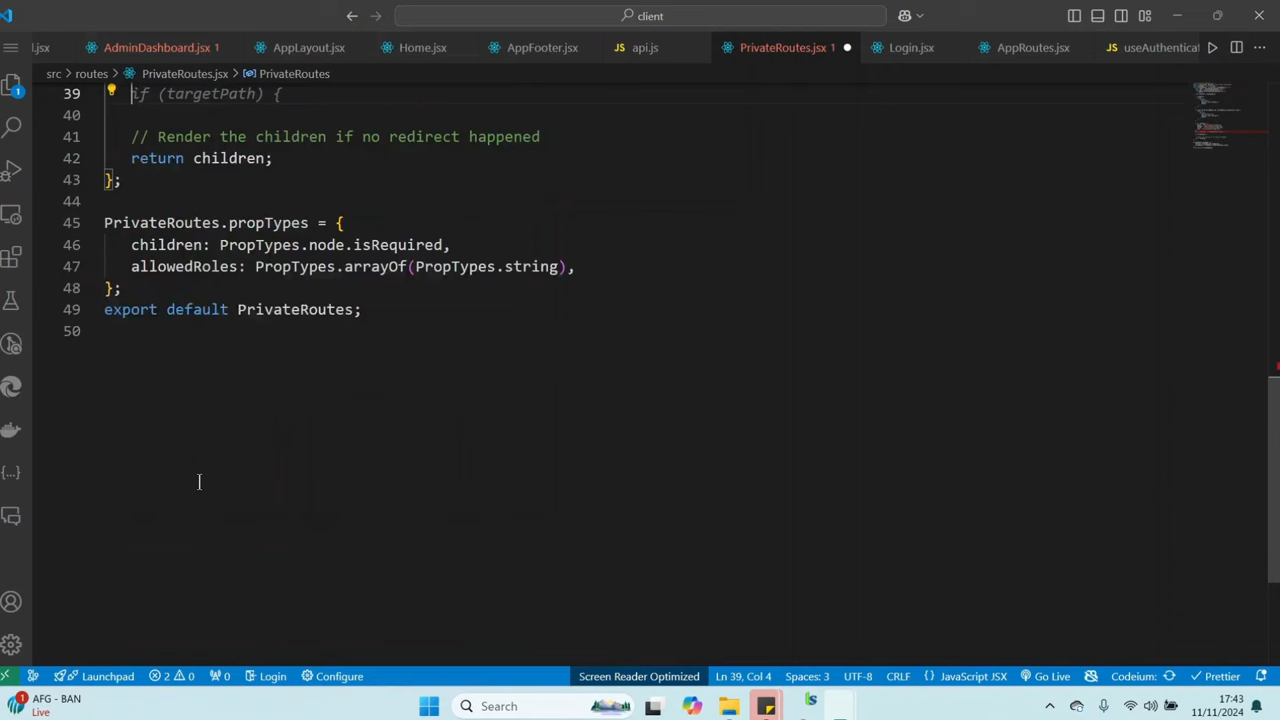 client
l.jsx
AdminDashboard.jsx 1
AppLayout.jsx
Home.jsx
AppFooter.jsx
JS api.js
PrivateRoutes.jsx 1
Login.jsx
AppRoutes.jsx
JS useAuthenticat
src > routes > PrivateRoutes.jsx > PrivateRoutes
39 if (targetPath) {
40
41 // Render the children if no redirect happened
42 return children;
43 };
44
45 PrivateRoutes.propTypes = {
46 children: PropTypes.node.isRequired,
47 allowedRoles: PropTypes.arrayOf(PropTypes.string),
48 };
49 export default PrivateRoutes;
50
1
Launchpad 2 0 0 Login Configure Screen Reader Optimized Ln 39, Col 4 Spaces: 3 UTF-8 CRLF { } JavaScript JSX Go Live Codeium: Prettier
1
AFG - BAN
Live
Search
17:43
11/11/2024